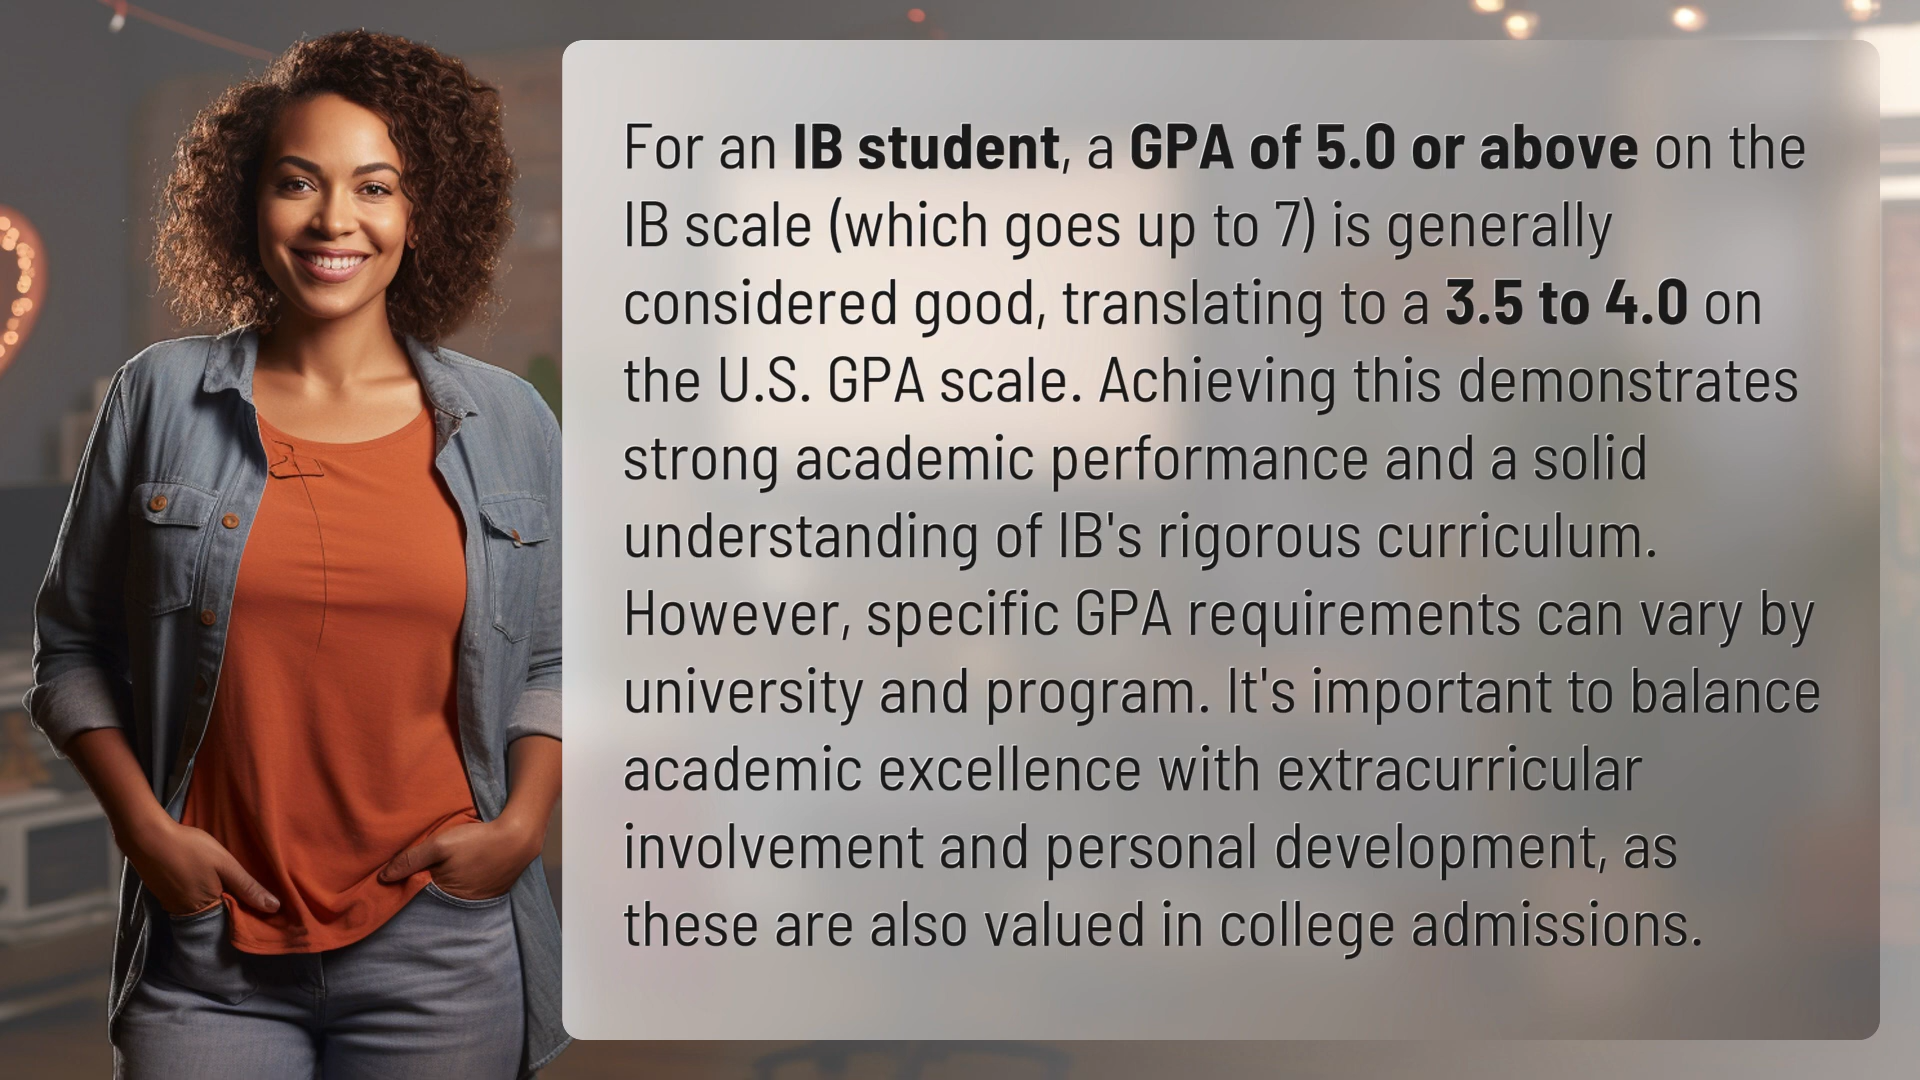 For an IB student, a GPA of 5.0 or above on the
IB scale (which goes up to 7) is generally
considered good, translating to a 3.5 to 4.0 on
the U.S. GPA scale. Achieving this demonstrates
strong academic performance and a solid
understanding of IB's rigorous curriculum.
However, specific GPA requirements can vary by
university and program. It's important to balance
academic excellence with extracurricular
involvement and personal development, as
these are also valued in college admissions.